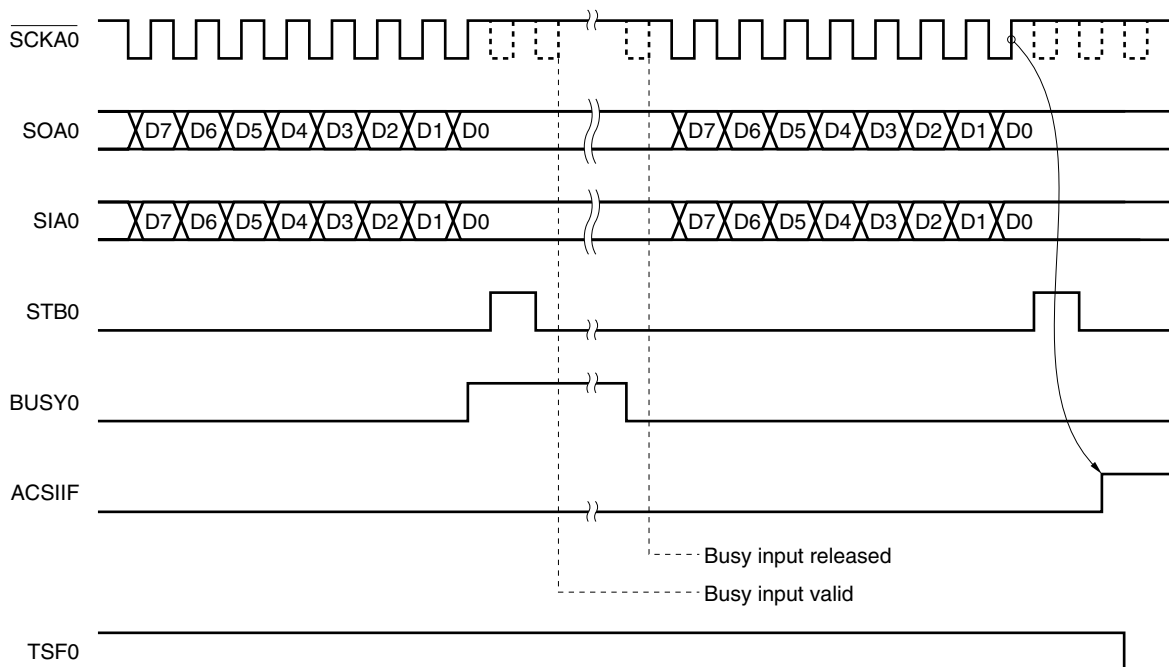 SCKA0
SOA0 D7 D6 D5 D4 D3 D2 D1 D0 D7 D6 D5 D4 D3 D2 D1 D0
SIA0 D7 D6 D5 D4 D3 D2 D1 D0 D7 D6 D5 D4 D3 D2 D1 D0
STB0
BUSY0
ACSIIF
Busy input released
Busy input valid
TSF0